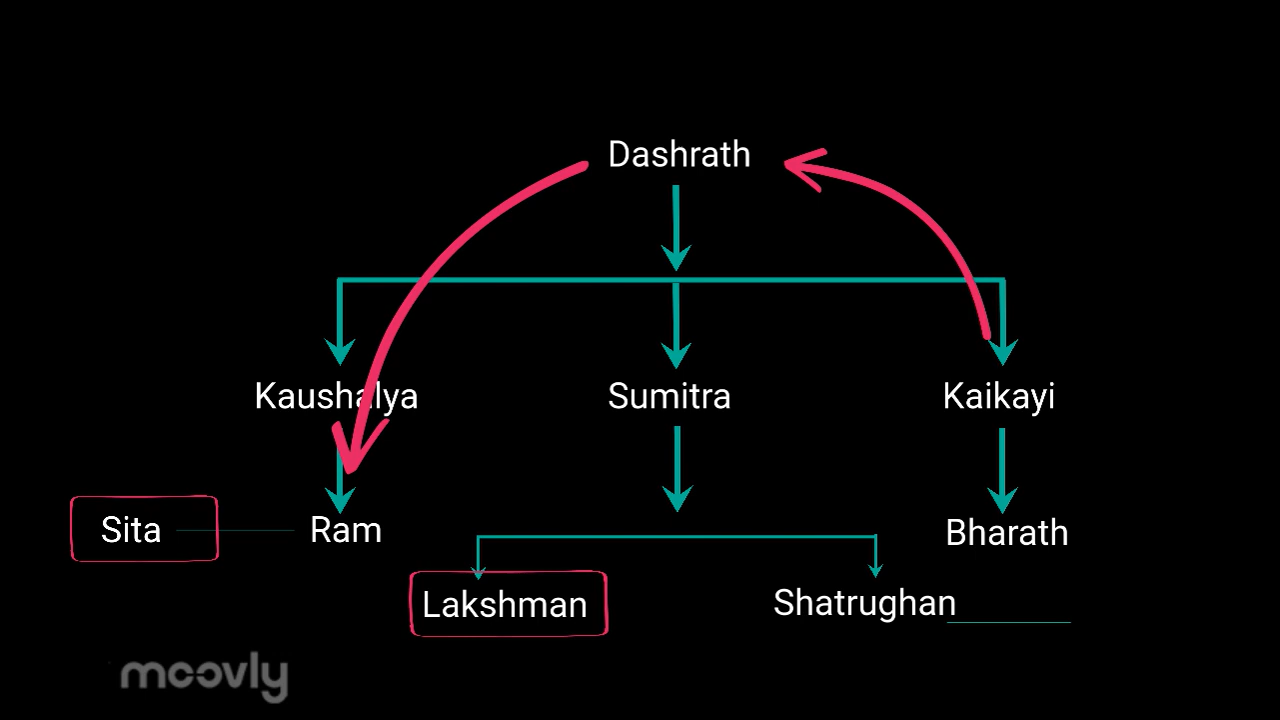 Dashrath
Kaushalya
Sumitra
Kaikayi
Sita
Ram
Bharath
Lakshman
Shatrughan
moovly